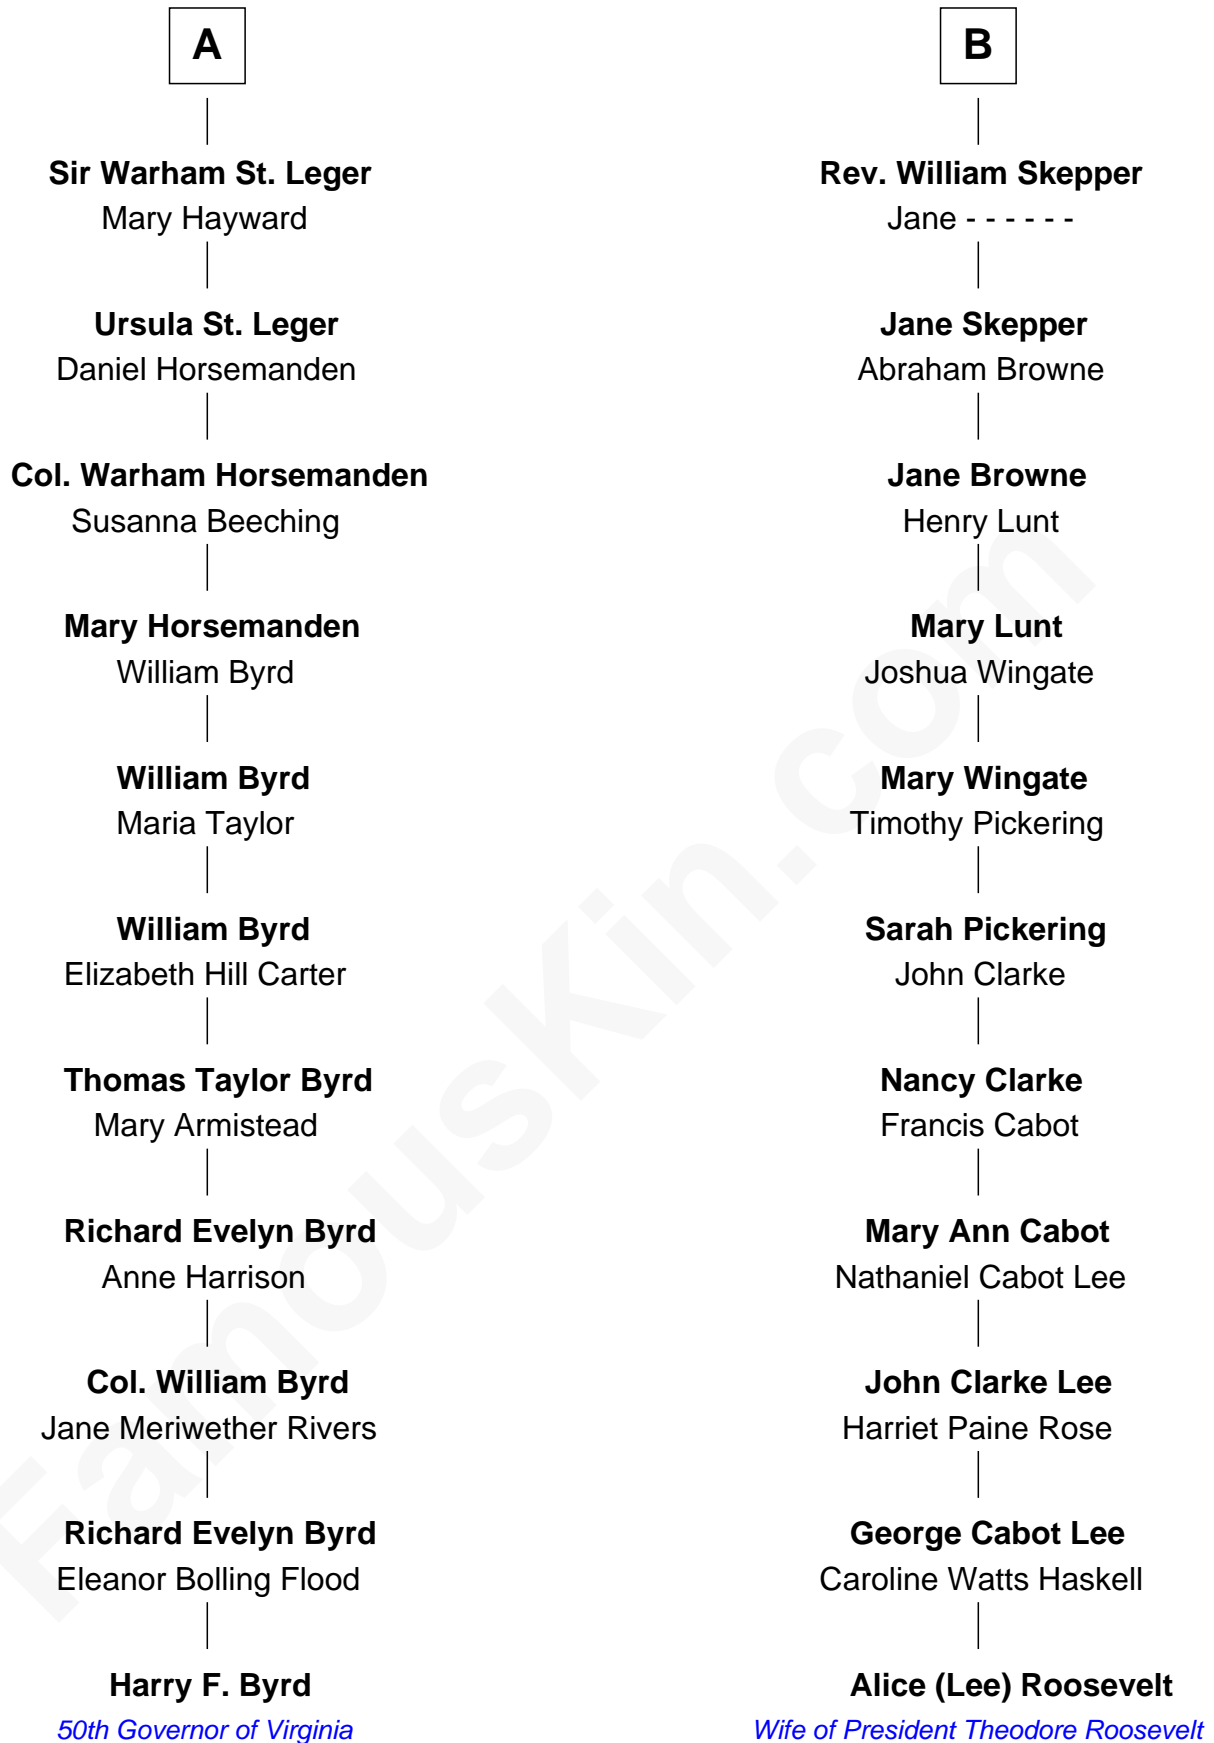 A
Sir Warham St. Leger
Mary Hayward
Ursula St. Leger
Daniel Horsemanden
Col. Warham Horsemanden
Susanna Beeching
Mary Horsemanden
William Byrd
William Byrd
Maria Taylor
William Byrd
Elizabeth Hill Carter
Thomas Taylor Byrd
Mary Armistead
Richard Evelyn Byrd
Anne Harrison
Col. William Byrd
Jane Meriwether Rivers
Richard Evelyn Byrd
Eleanor Bolling Flood
Harry F. Byrd
50th Governor of Virginia
B
Rev. William Skepper
Jane - - - - - -
Jane Skepper
Abraham Browne
Jane Browne
Henry Lunt
Mary Lunt
Joshua Wingate
Mary Wingate
Timothy Pickering
Sarah Pickering
John Clarke
Nancy Clarke
Francis Cabot
Mary Ann Cabot
Nathaniel Cabot Lee
John Clarke Lee
Harriet Paine Rose
George Cabot Lee
Caroline Watts Haskell
Alice (Lee) Roosevelt
Wife of President Theodore Roosevelt
FamousKin.com